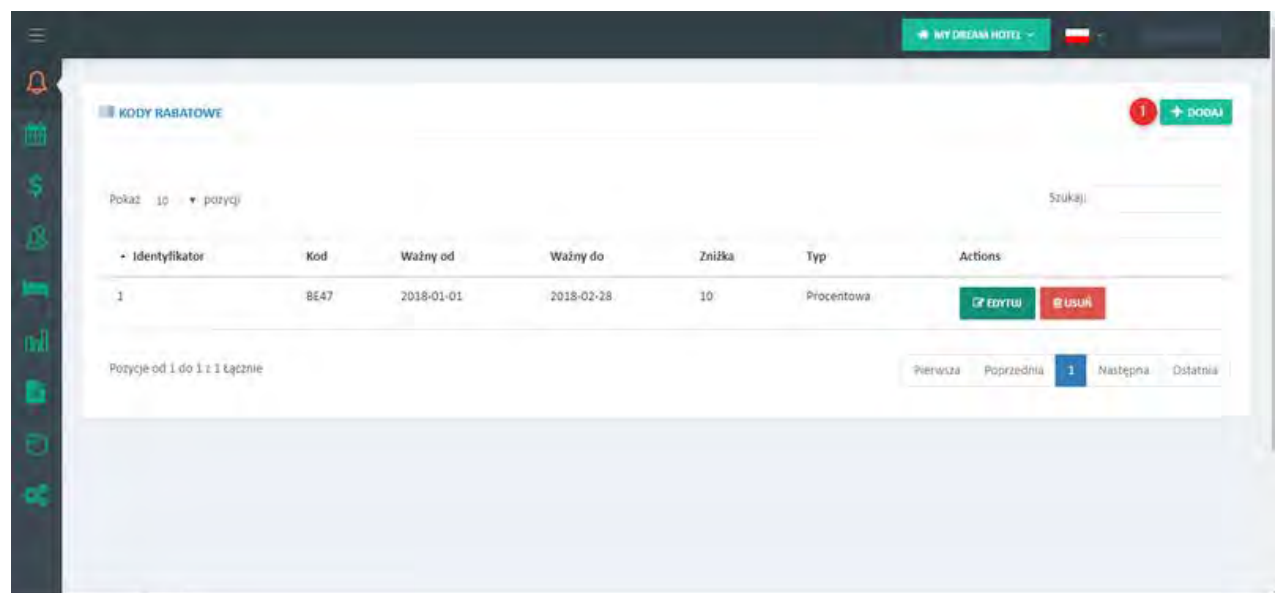 MY DREAM HOTEL
KODY RABATOWE
1 + DODAJ
Pokaż 10 pozycji
Szukaj:
Identyfikator Kod Ważny od Ważny do Zniżka Typ Actions
1 BE47 2018-01-01 2018-02-28 10 Procentowa EDYTUJ USUŃ
Pozycje od 1 do 1 z 1 Łącznie
Pierwsza Poprzednia 1 Następna Ostatnia